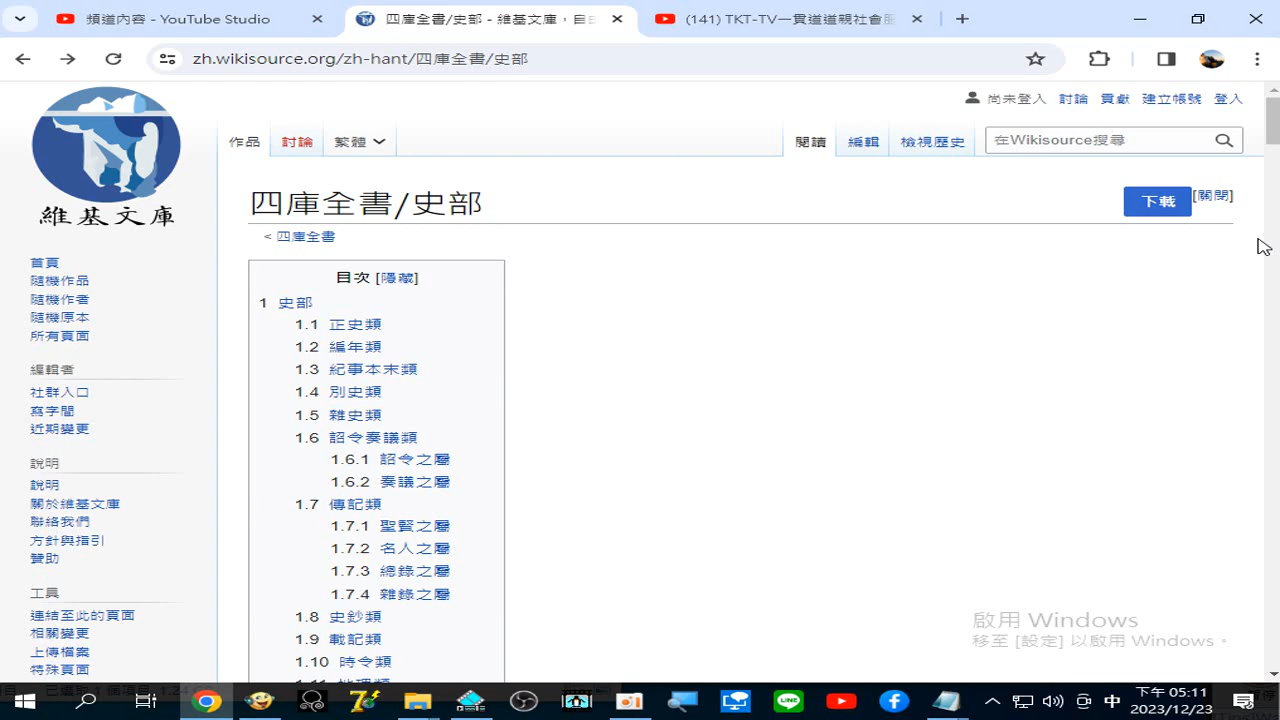 頻道內容 - YouTube Studio
四庫全書/史部 - 維基文庫，自由
(141) TKT-TV一貫道道親社會服
zh.wikisource.org/zh-hant/四庫全書/史部
尚未登入 討論 貢獻 建立帳號 登入
作品 討論 繁體 閱讀 編輯 檢視歷史 在Wikisource搜尋
維基文庫
四庫全書/史部
下載 [關閉]
< 四庫全書
首頁
隨機作品
隨機作者
隨機原本
所有頁面
編輯者
社群入口
寫字間
近期變更
說明
說明
關於維基文庫
聯絡我們
方針與指引
贊助
工具
連結至此的頁面
相關變更
上傳檔案
特殊頁面
目次 [隱藏]
1 史部
1.1 正史類
1.2 編年類
1.3 紀事本末類
1.4 別史類
1.5 雜史類
1.6 詔令奏議類
1.6.1 詔令之屬
1.6.2 奏議之屬
1.7 傳記類
1.7.1 聖賢之屬
1.7.2 名人之屬
1.7.3 總錄之屬
1.7.4 雜錄之屬
1.8 史鈔類
1.9 載記類
1.10 時令類
1.11 地理類
啟用 Windows
移至 [設定] 以啟用 Windows。
中
下午 05:11
2023/12/23